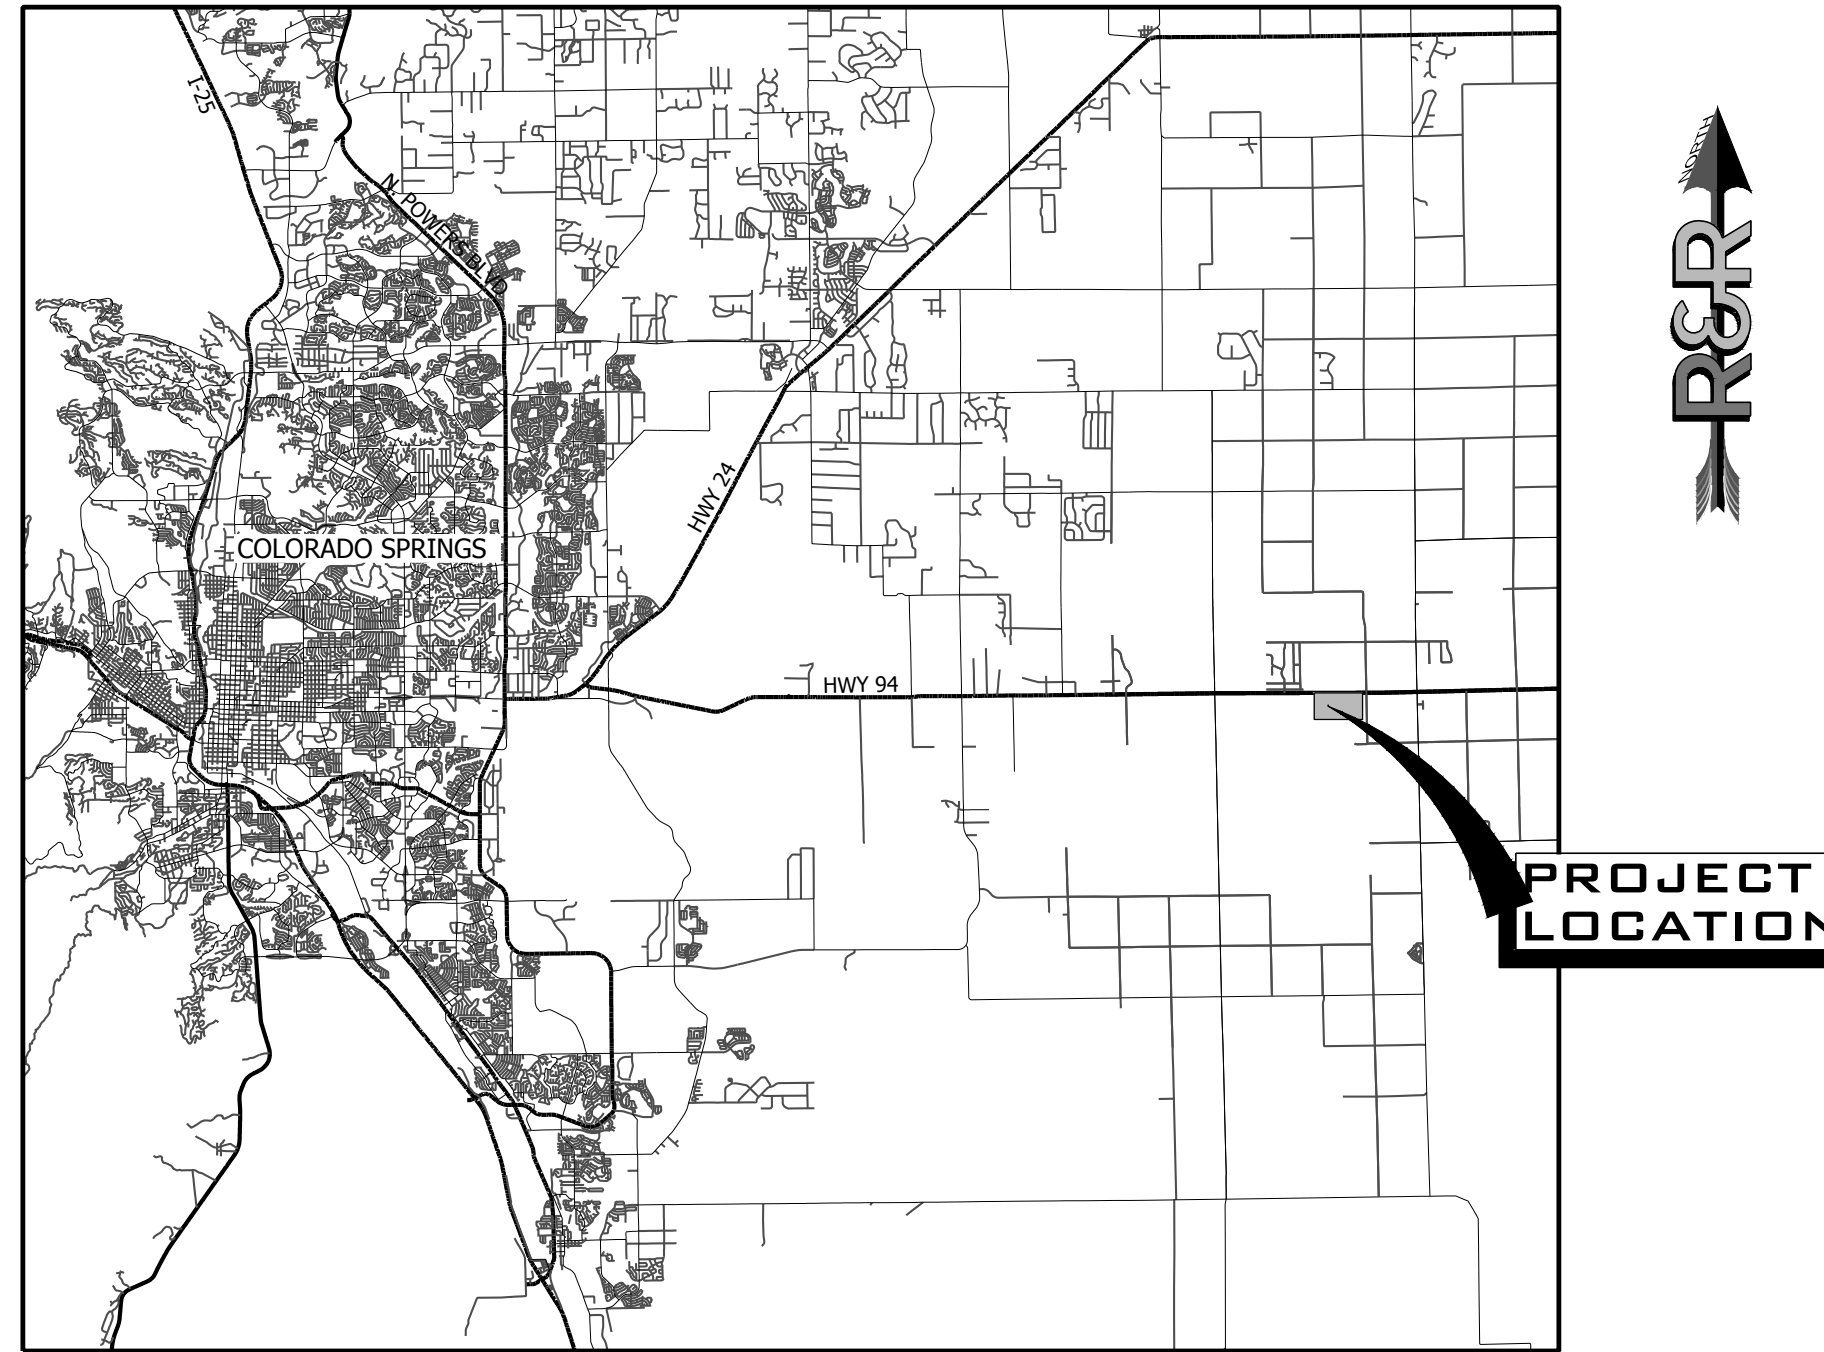 I-25
N. POWERS BLVD
COLORADO SPRINGS
HWY 24
HWY 94
NORTH
R&R
PROJECT
LOCATION